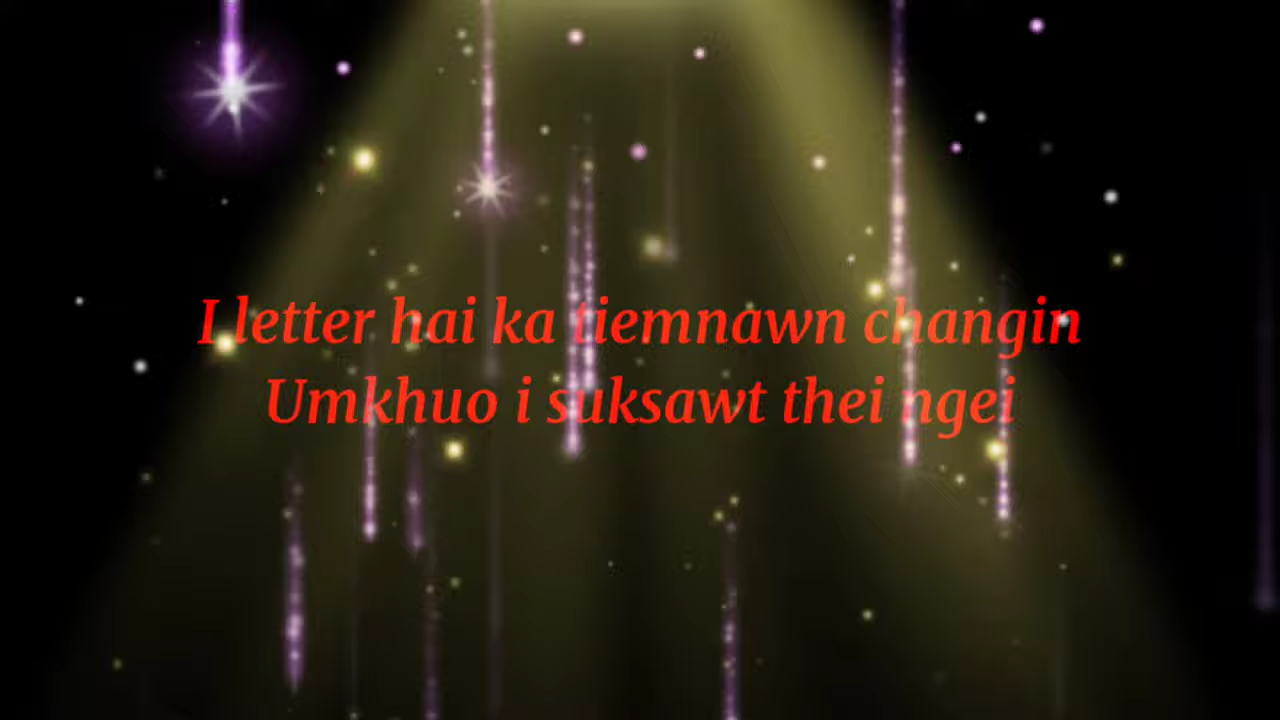 I letter hai ka tiemnawn changin
Umkhuo i suksawt thei ngei